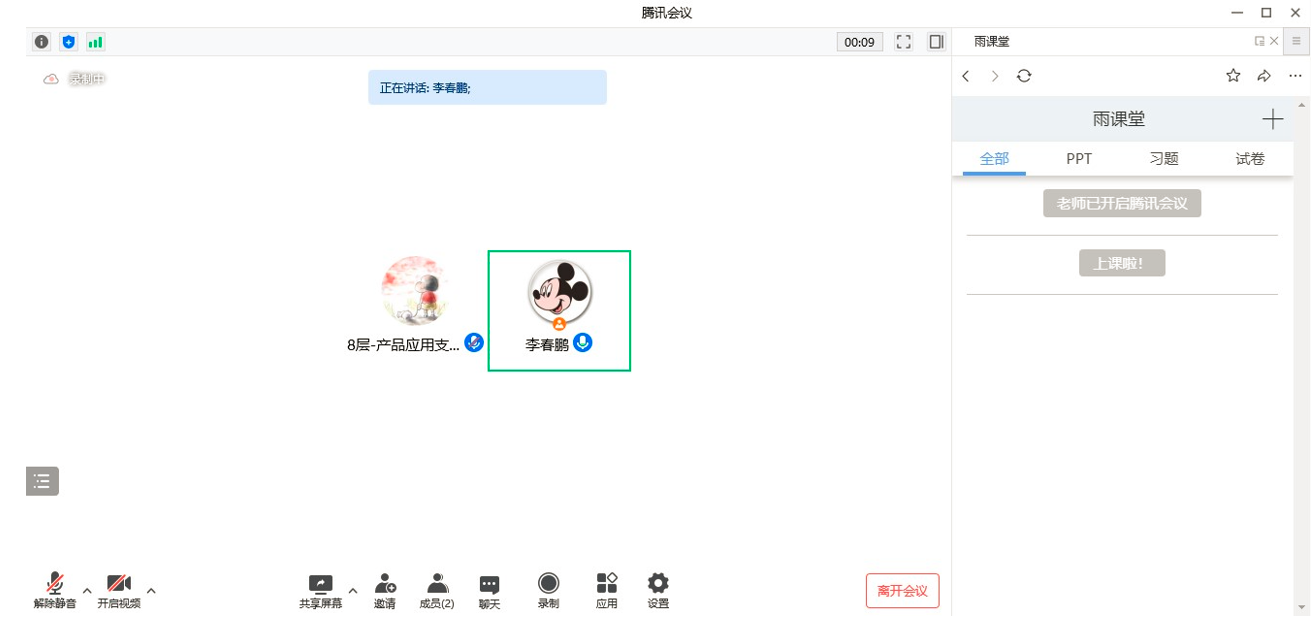 腾讯会议
00:09
雨课堂
录制中
正在讲话: 李春鹏;
雨课堂
全部 PPT 习题 试卷
老师已开启腾讯会议
上课啦!
8层-产品应用支... 李春鹏
解除静音 开启视频 共享屏幕 邀请 成员(2) 聊天 录制 应用 设置 离开会议